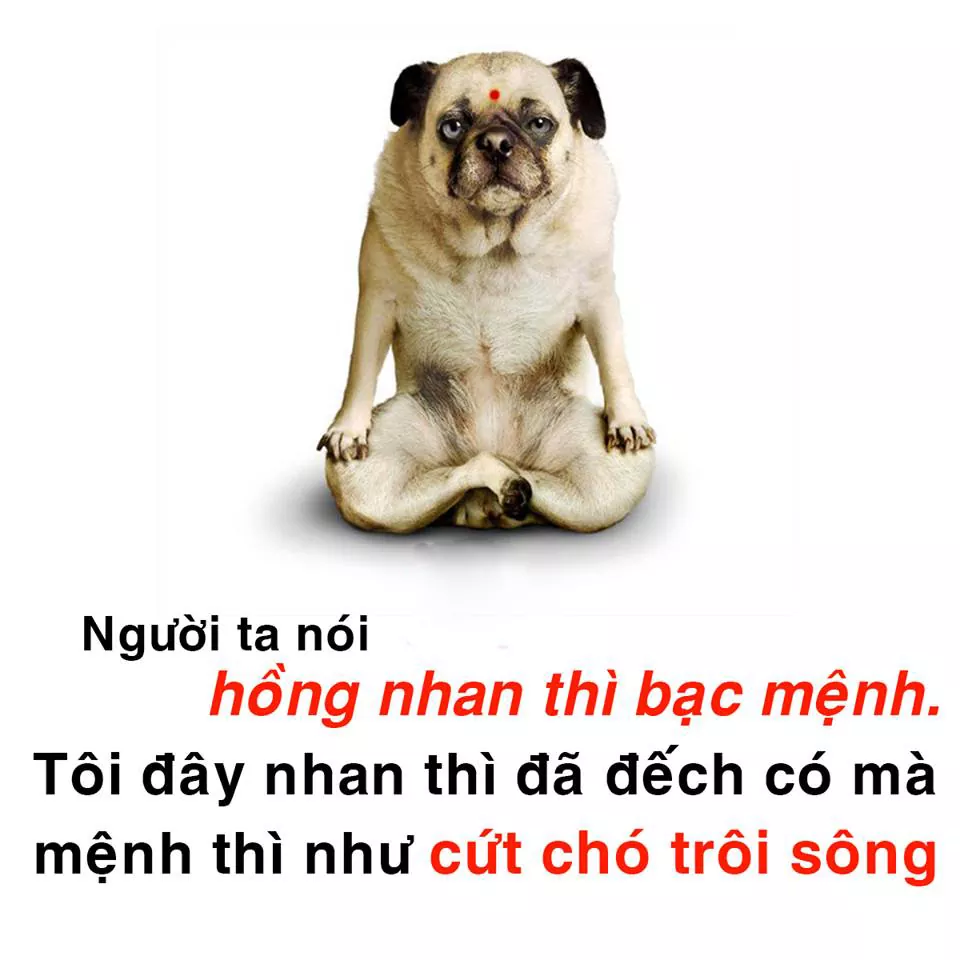 Người ta nói
hồng nhan thì bạc mệnh.
Tôi đây nhan thì đã đếch có mà
mệnh thì như cứt chó trôi sông